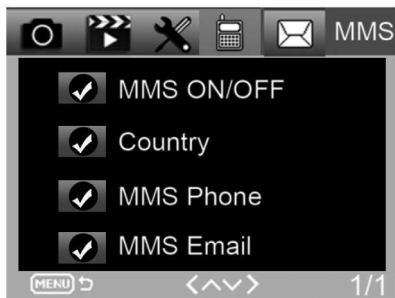 MMS
MMS ON/OFF
Country
MMS Phone
MMS Email
MENU 1/1